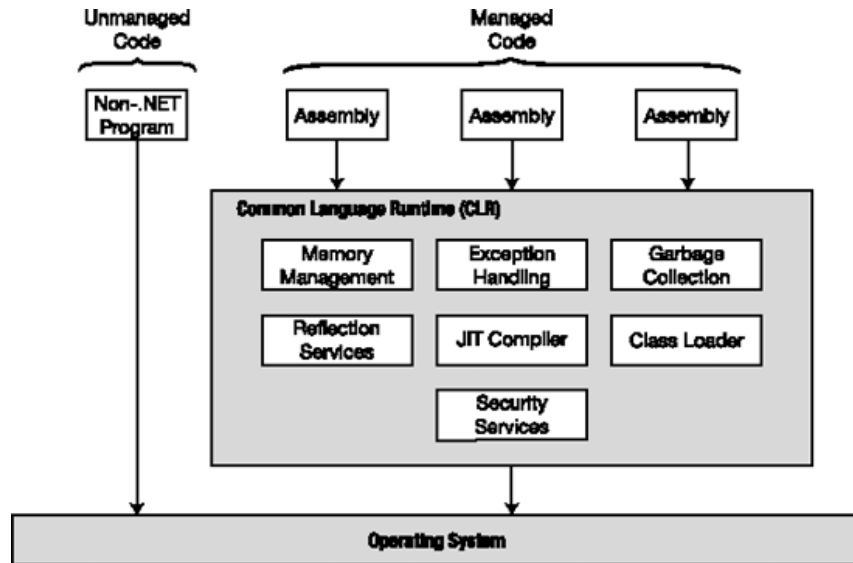 Unmanaged
Code
Managed
Code
Non-.NET
Program
Assembly
Assembly
Assembly
Common Language Runtime (CLR)
Memory
Management
Exception
Handling
Garbage
Collection
Reflection
Services
JIT Compiler
Class Loader
Security
Services
Operating System